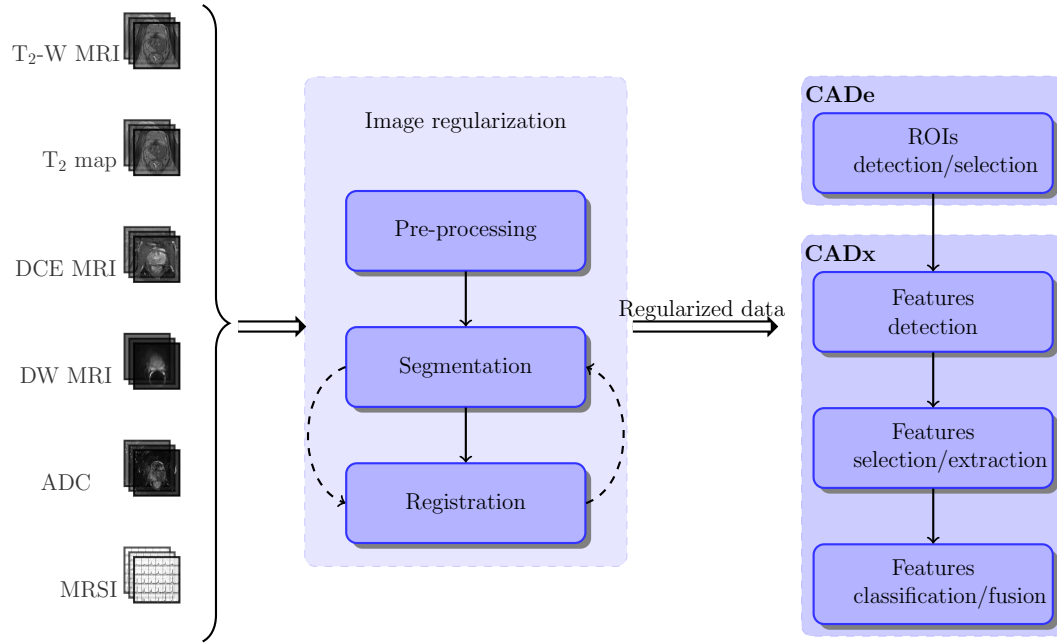 T₂-W MRI
T₂ map
DCE MRI
DW MRI
ADC
MRSI
Image regularization
Pre-processing
Segmentation
Registration
Regularized data
CADe
ROIs
detection/selection
CADx
Features
detection
Features
selection/extraction
Features
classification/fusion